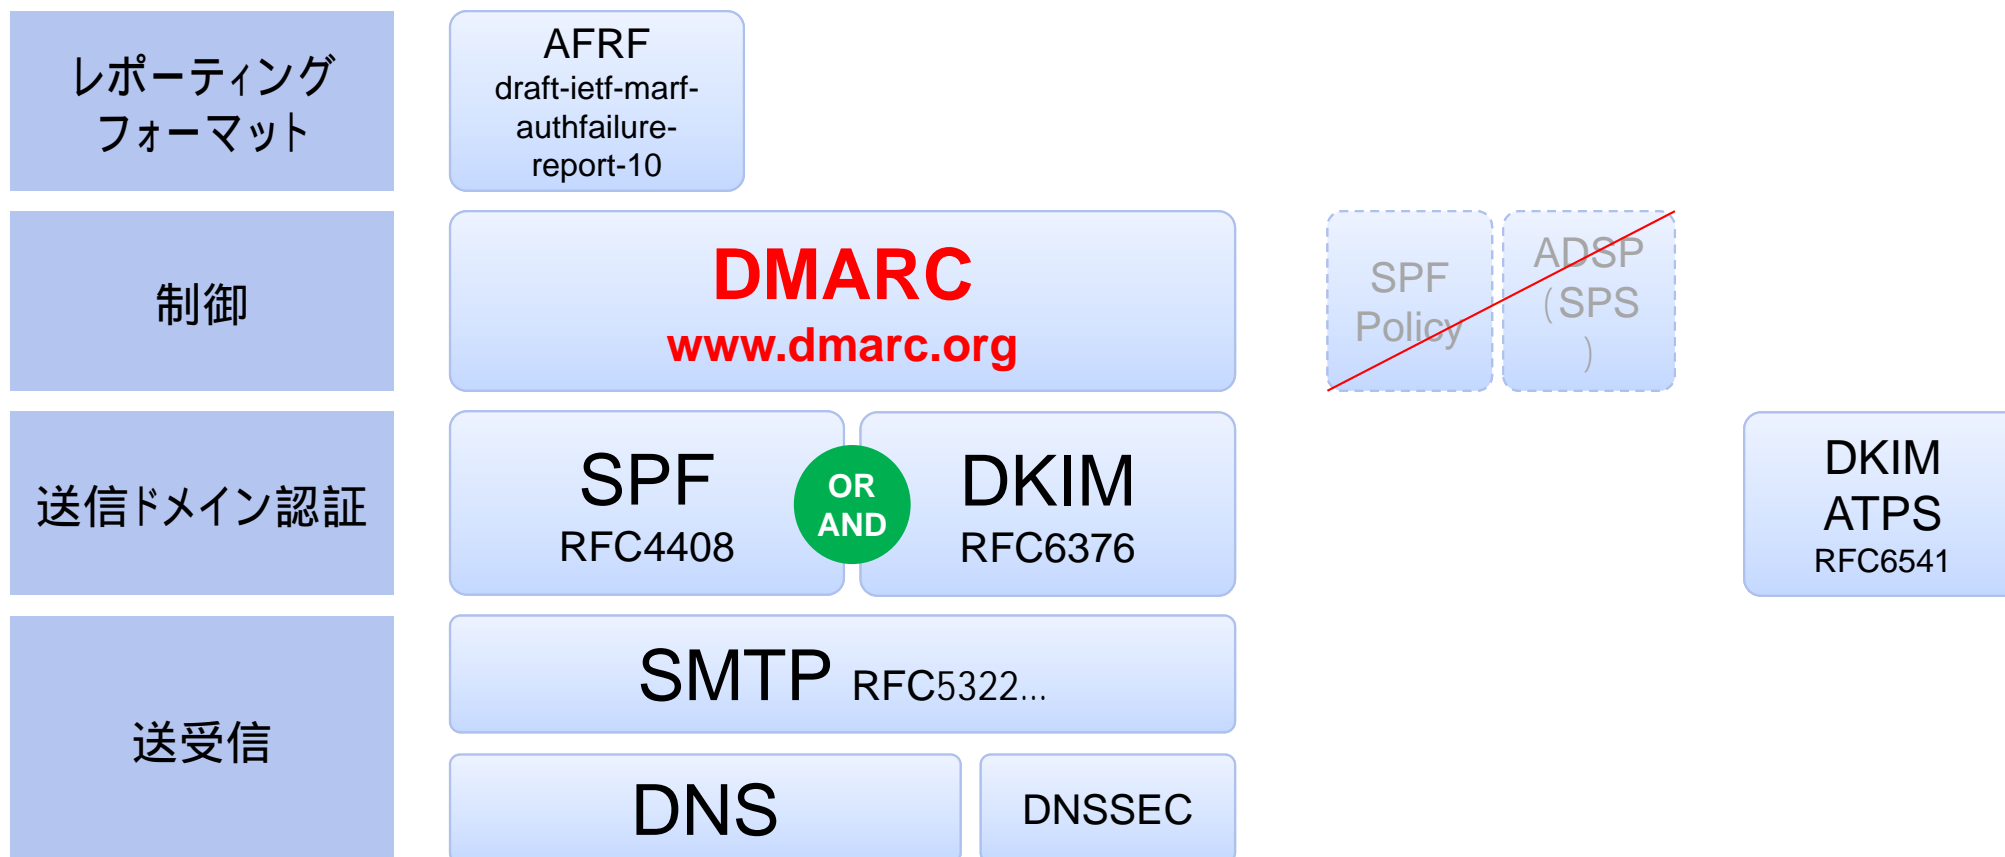 レポーティング
フォーマット
AFRF
draft-ietf-marf-
authfailure-
report-10
制御
DMARC
www.dmarc.org
SPF
Policy
ADSP
(SPS
)
送信ドメイン認証
SPF
RFC4408
OR
AND
DKIM
RFC6376
DKIM
ATPS
RFC6541
送受信
SMTP RFC5322...
DNS
DNSSEC